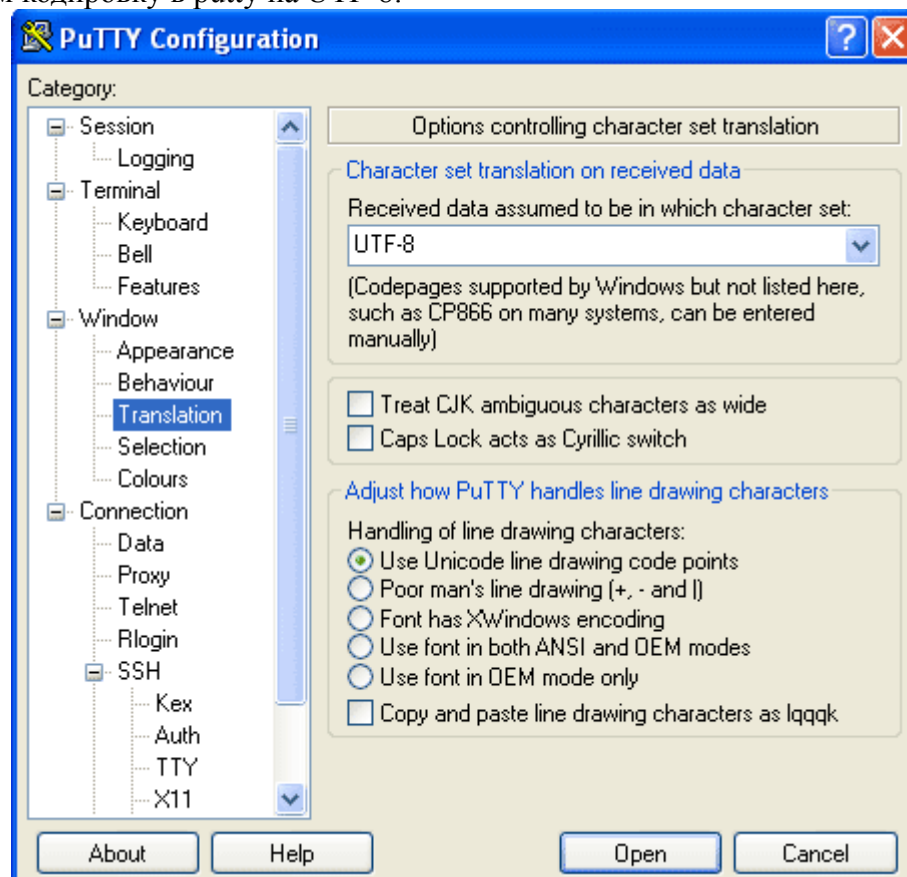 кодировку в putty на UTF-8.
PuTTY Configuration
Category:
Session
Logging
Terminal
Keyboard
Bell
Features
Window
Appearance
Behaviour
Translation
Selection
Colours
Connection
Data
Proxy
Telnet
Rlogin
SSH
Kex
Auth
TTY
X11
Options controlling character set translation
Character set translation on received data
Received data assumed to be in which character set:
UTF-8
(Codepages supported by Windows but not listed here,
such as CP866 on many systems, can be entered
manually)
Treat CJK ambiguous characters as wide
Caps Lock acts as Cyrillic switch
Adjust how PuTTY handles line drawing characters
Handling of line drawing characters:
Use Unicode line drawing code points
Poor man's line drawing (+, - and |)
Font has XWindows encoding
Use font in both ANSI and OEM modes
Use font in OEM mode only
Copy and paste line drawing characters as lqqqk
About
Help
Open
Cancel